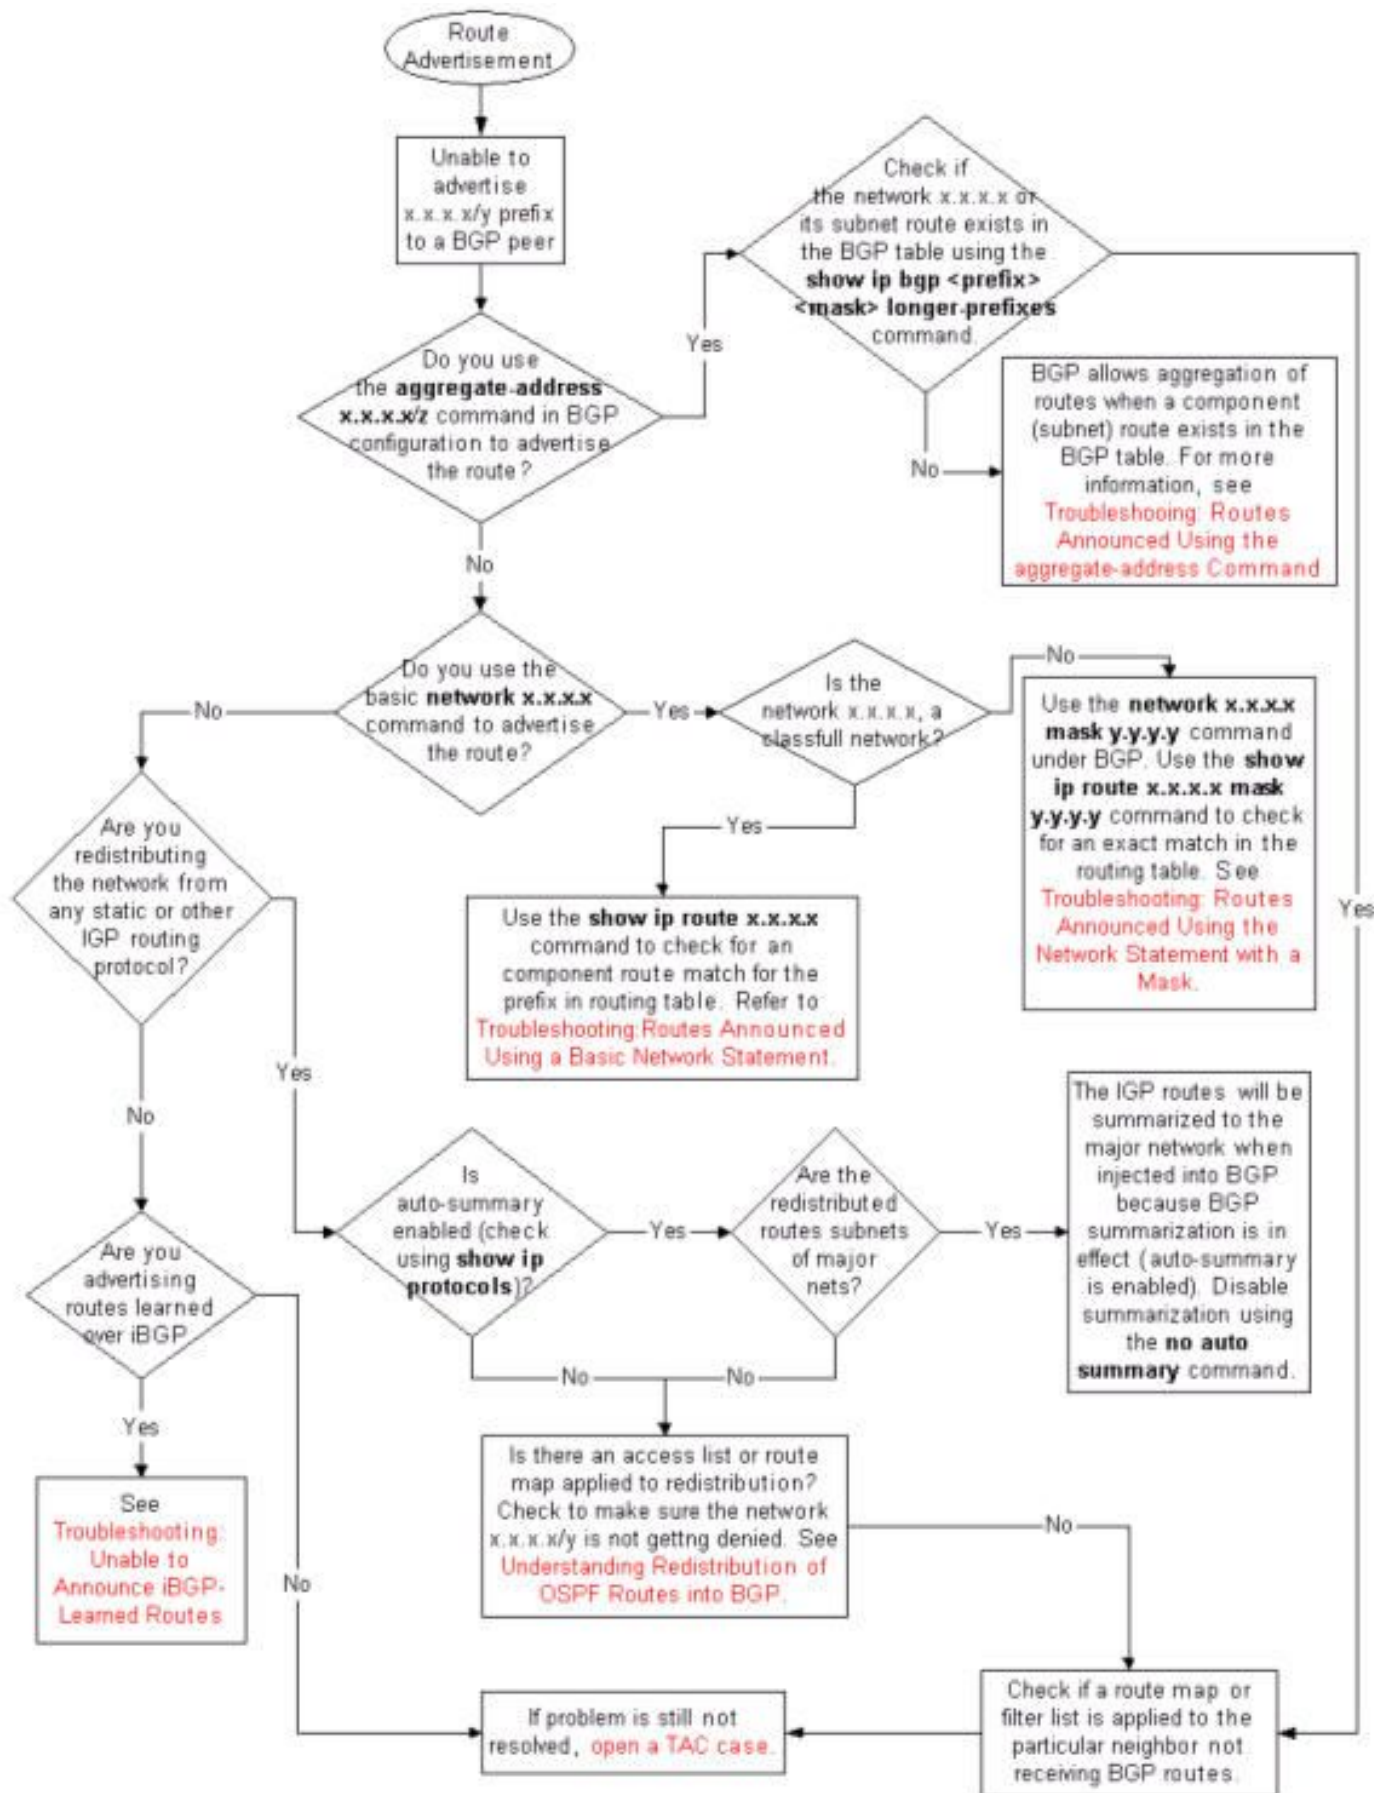 Route
Advertisement
Unable to
advertise
x.x.x.x/y prefix
to a BGP peer
Do you use
the aggregate-address
x.x.x.x/z command in BGP
configuration to advertise
the route?
Yes
Check if
the network x.x.x.x or
its subnet route exists in
the BGP table using the
show ip bgp <prefix>
<mask> longer-prefixes
command.
No
BGP allows aggregation of
routes when a component
(subnet) route exists in the
BGP table. For more
information, see
Troubleshooing: Routes
Announced Using the
aggregate-address Command
Yes
No
Do you use the
basic network x.x.x.x
command to advertise
the route?
Yes
Is the
network x.x.x.x, a
classfull network?
No
Use the network x.x.x.x
mask y.y.y.y command
under BGP. Use the show
ip route x.x.x.x mask
y.y.y.y command to check
for an exact match in the
routing table. See
Troubleshooting: Routes
Announced Using the
Network Statement with a
Mask.
Yes
Use the show ip route x.x.x.x
command to check for an
component route match for the
prefix in routing table. Refer to
Troubleshooting:Routes Announced
Using a Basic Network Statement.
No
Are you
redistributing
the network from
any static or other
IGP routing
protocol?
Yes
Is
auto-summary
enabled (check
using show ip
protocols)?
Yes
Are the
redistributed
routes subnets
of major
nets?
Yes
The IGP routes will be
summarized to the
major network when
injected into BGP
because BGP
summarization is in
effect (auto-summary
is enabled). Disable
summarization using
the no auto
summary command.
No
No
Is there an access list or route
map applied to redistribution?
Check to make sure the network
x.x.x.x/y is not gettng denied. See
Understanding Redistribution of
OSPF Routes into BGP.
No
Check if a route map or
filter list is applied to the
particular neighbor not
receiving BGP routes.
No
Are you
advertising
routes learned
over iBGP
Yes
See
Troubleshooting:
Unable to
Announce iBGP-
Learned Routes
No
If problem is still not
resolved, open a TAC case.